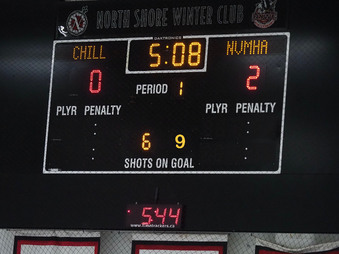 NORTH SHORE WINTER CLUB
DAKTRONICS
CHILL 5:08 NVMHA
0 PERIOD 1 2
PLYR PENALTY PLYR PENALTY
6 9
SHOTS ON GOAL
5:44